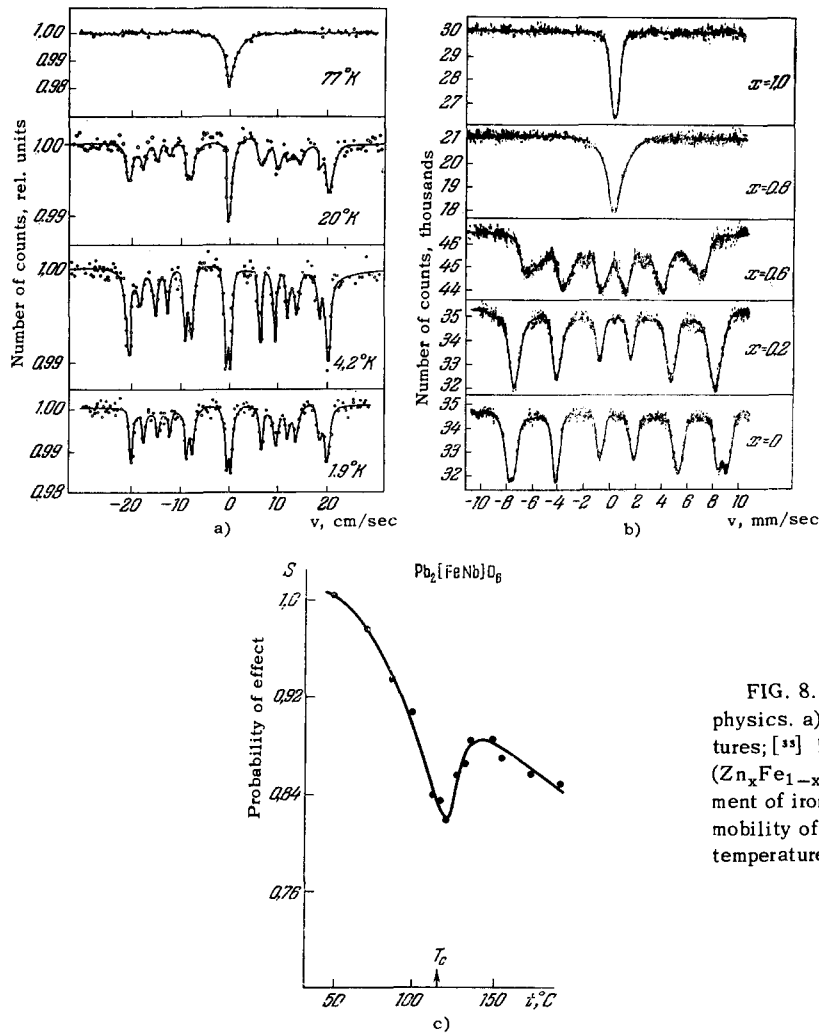 1.00
0.99
0.98
77°K
1.00
0.99
20°K
1.00
0.99
4,2°K
1.00
0.99
0.98
1.9°K
Number of counts, rel. units
-20 -10 0 10 20
v, cm/sec
a)
30
29
28
27
x=1,0
21
20
19
18
x=0.8
46
45
44
x=0.6
35
34
33
32
x=0.2
35
34
33
32
x=0
Number of counts, thousands
-10 -8 -6 -4 -2 0 2 4 6 8 10
v, mm/sec
b)
S
Pb₂[FeNb]O₆
1,0
0,92
0,84
0,76
Probability of effect
T_c
50 100 150 t,°C
c)
FIG. 8.
physics. a)
tures; [³³]
(ZnₓFe₁₋ₓ
ment of iron
mobility of
temperature